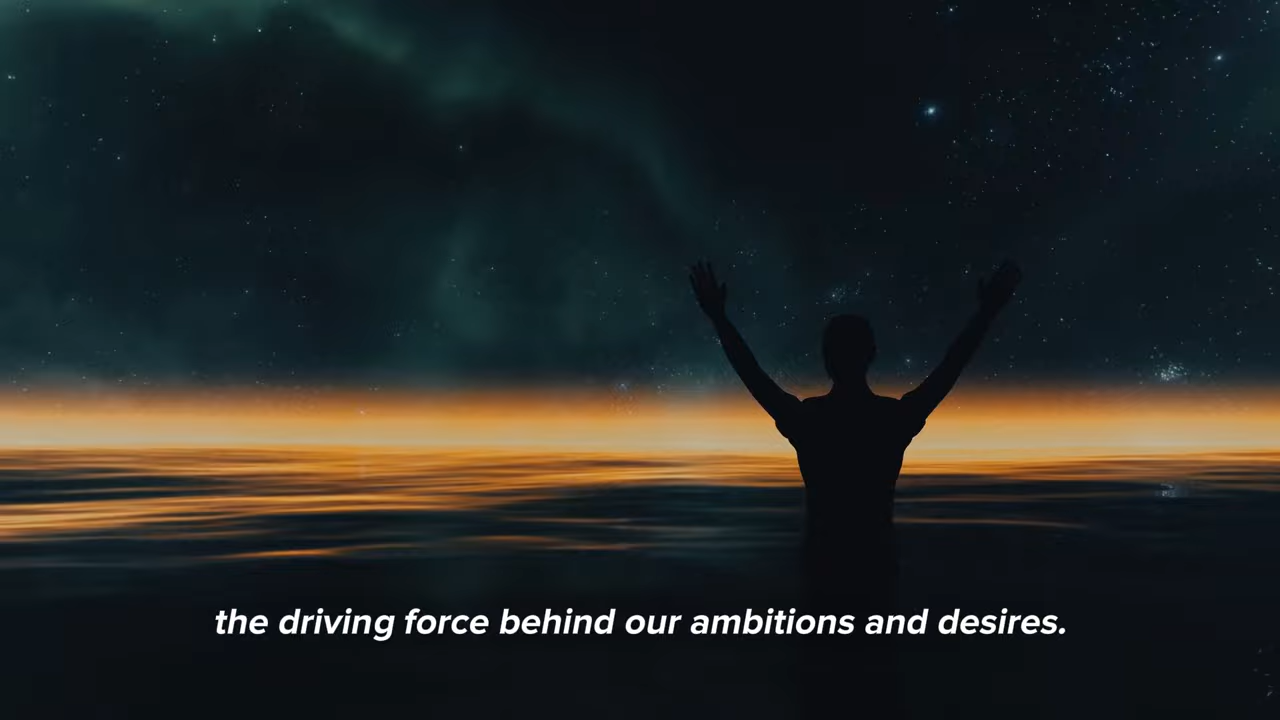 the driving force behind our ambitions and desires.